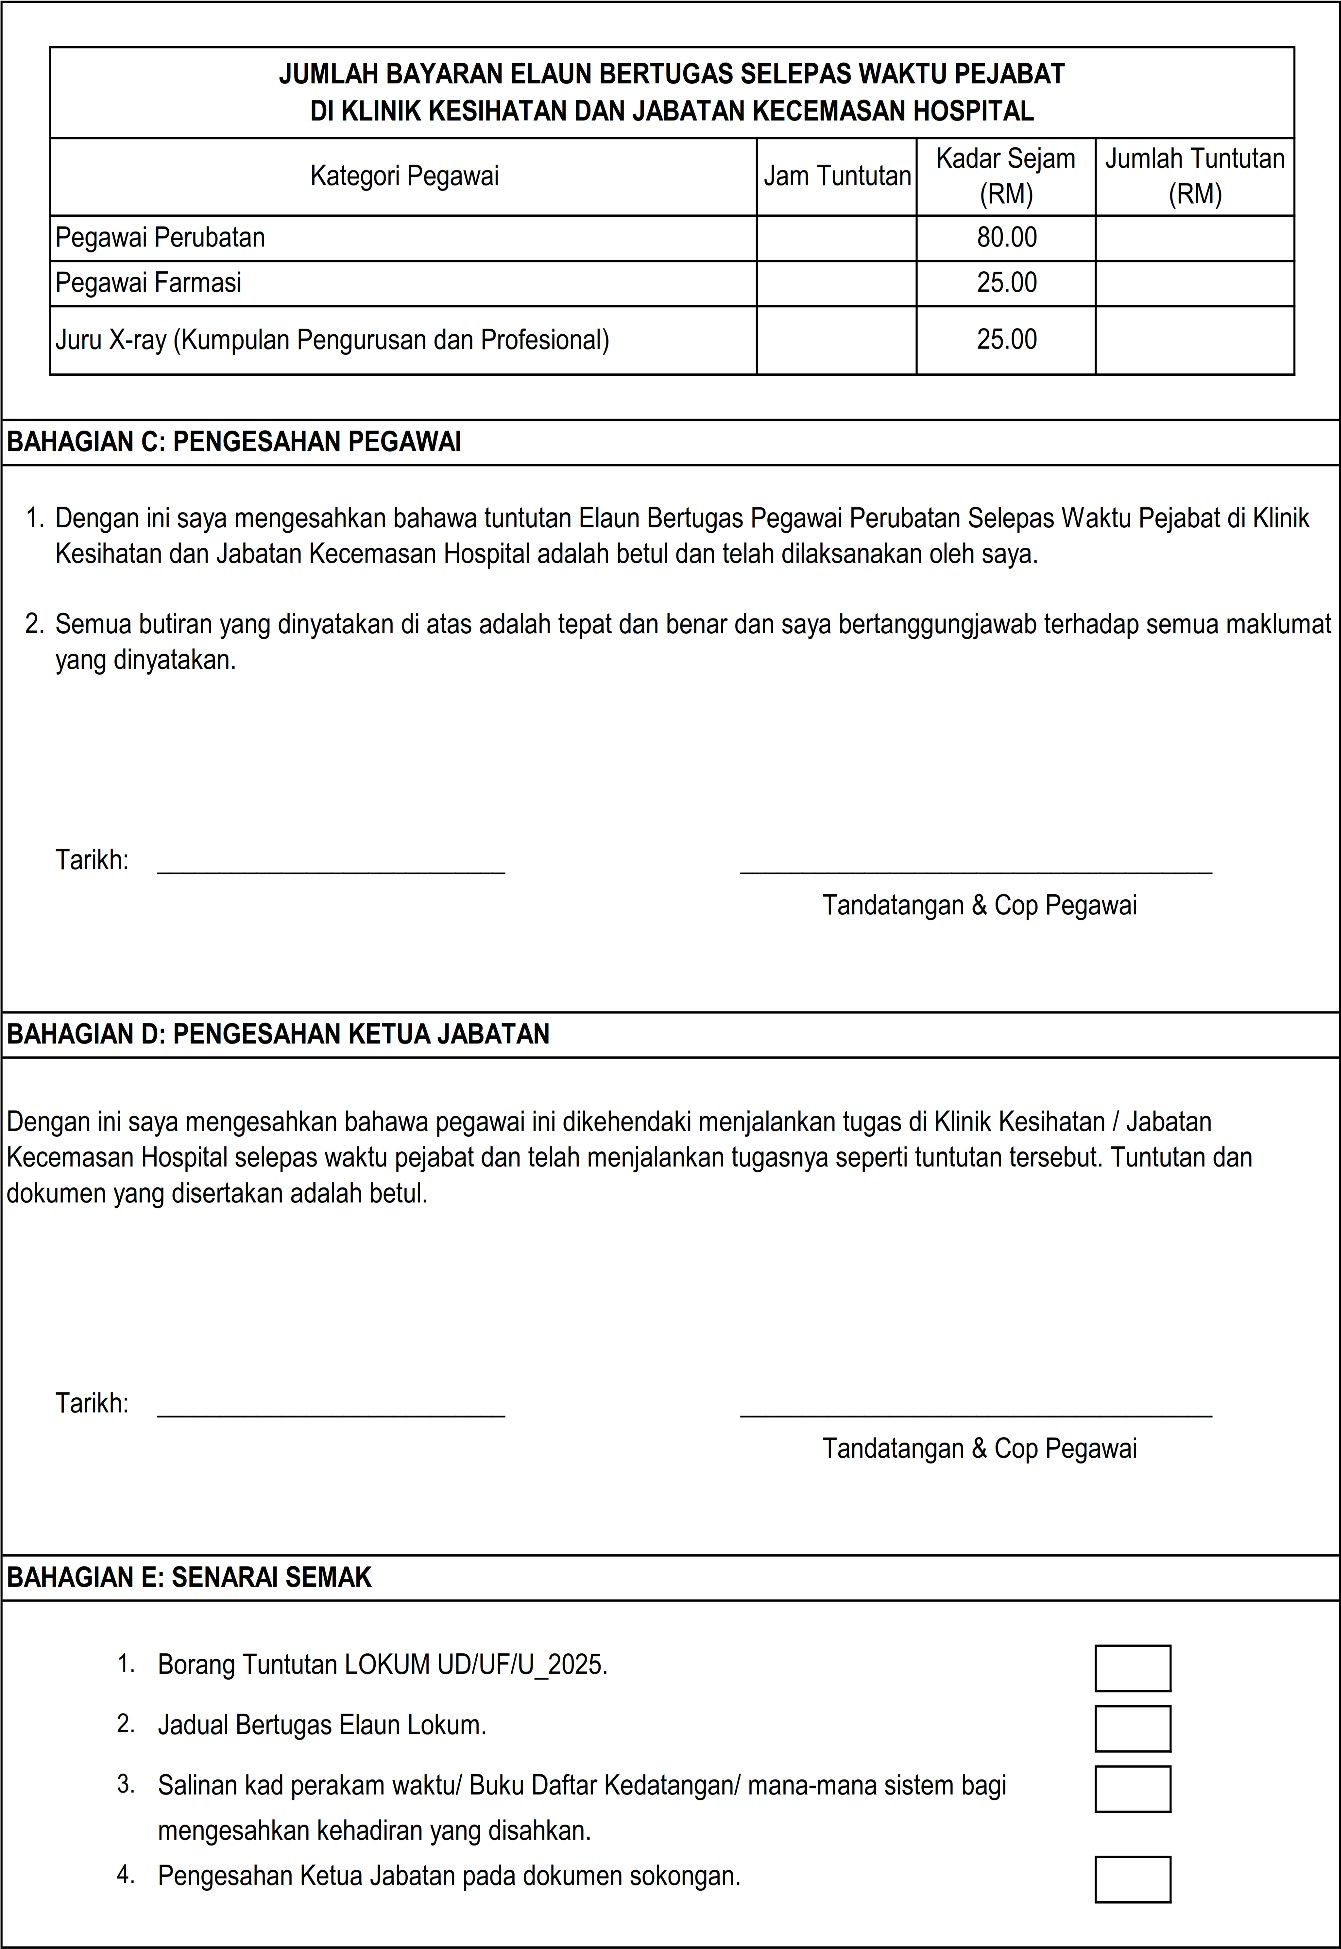 JUMLAH BAYARAN ELAUN BERTUGAS SELEPAS WAKTU PEJABAT
DI KLINIK KESIHATAN DAN JABATAN KECEMASAN HOSPITAL
Kategori Pegawai
Jam Tuntutan
Kadar Sejam
(RM)
Jumlah Tuntutan
(RM)
Pegawai Perubatan
80.00
Pegawai Farmasi
25.00
Juru X-ray (Kumpulan Pengurusan dan Profesional)
25.00
BAHAGIAN C: PENGESAHAN PEGAWAI
1. Dengan ini saya mengesahkan bahawa tuntutan Elaun Bertugas Pegawai Perubatan Selepas Waktu Pejabat di Klinik
Kesihatan dan Jabatan Kecemasan Hospital adalah betul dan telah dilaksanakan oleh saya.
2. Semua butiran yang dinyatakan di atas adalah tepat dan benar dan saya bertanggungjawab terhadap semua maklumat
yang dinyatakan.
Tarikh:
Tandatangan & Cop Pegawai
BAHAGIAN D: PENGESAHAN KETUA JABATAN
Dengan ini saya mengesahkan bahawa pegawai ini dikehendaki menjalankan tugas di Klinik Kesihatan / Jabatan
Kecemasan Hospital selepas waktu pejabat dan telah menjalankan tugasnya seperti tuntutan tersebut. Tuntutan dan
dokumen yang disertakan adalah betul.
Tarikh:
Tandatangan & Cop Pegawai
BAHAGIAN E: SENARAI SEMAK
1. Borang Tuntutan LOKUM UD/UF/U_2025.
2. Jadual Bertugas Elaun Lokum.
3. Salinan kad perakam waktu/ Buku Daftar Kedatangan/ mana-mana sistem bagi
mengesahkan kehadiran yang disahkan.
4. Pengesahan Ketua Jabatan pada dokumen sokongan.